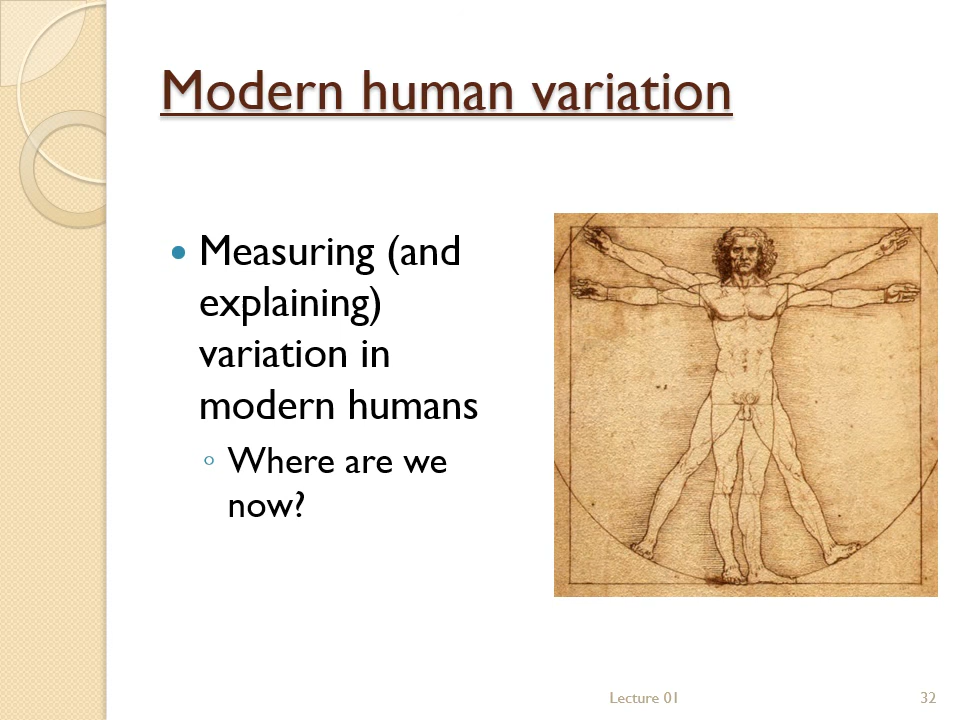 Modern human variation
• Measuring (and
explaining)
variation in
modern humans
◦ Where are we
now?
Lecture 01
32